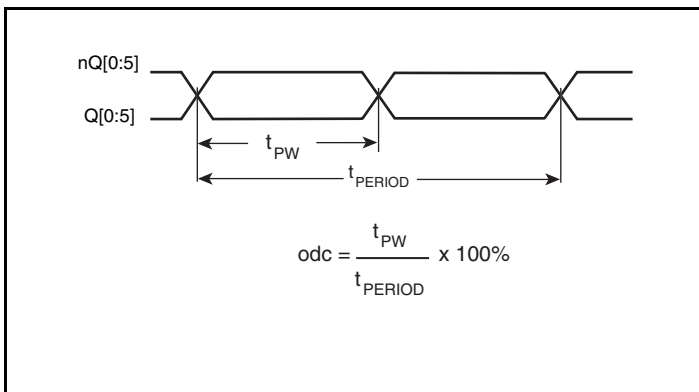 nQ[0:5]
Q[0:5]
tPW
tPERIOD
odc = tPW / tPERIOD x 100%